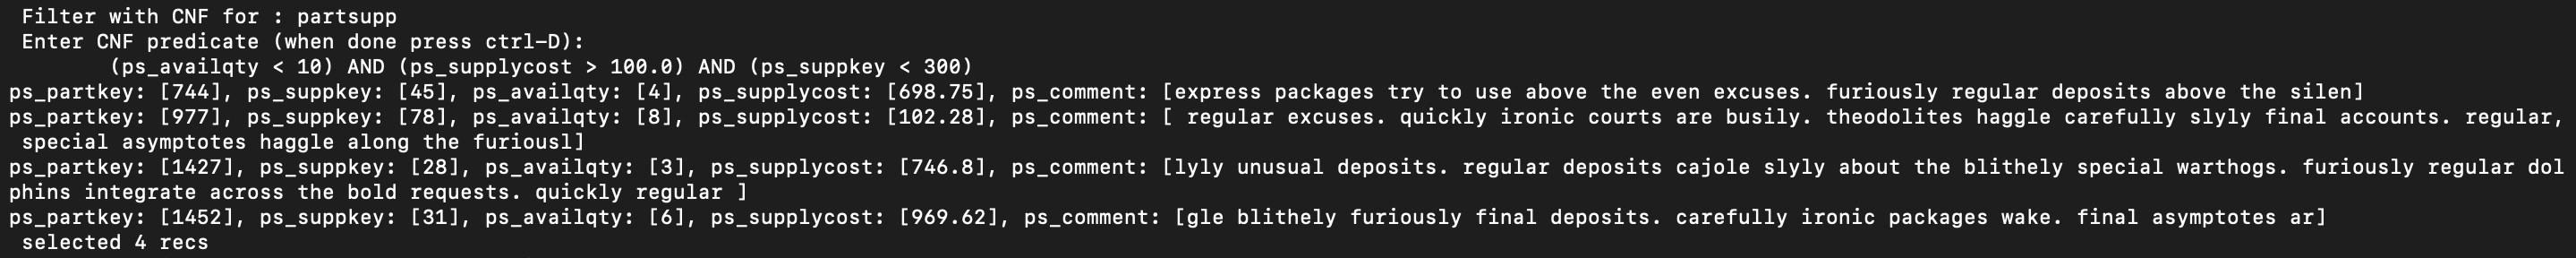 Filter with CNF for : partsupp
Enter CNF predicate (when done press ctrl-D):
(ps_availqty < 10) AND (ps_supplycost > 100.0) AND (ps_suppkey < 300)
ps_partkey: [744], ps_suppkey: [45], ps_availqty: [4], ps_supplycost: [698.75], ps_comment: [express packages try to use above the even excuses. furiously regular deposits above the silen]
ps_partkey: [977], ps_suppkey: [78], ps_availqty: [8], ps_supplycost: [102.28], ps_comment: [ regular excuses. quickly ironic courts are busily. theodolites haggle carefully slyly final accounts. regular,
special asymptotes haggle along the furiousl]
ps_partkey: [1427], ps_suppkey: [28], ps_availqty: [3], ps_supplycost: [746.8], ps_comment: [lyly unusual deposits. regular deposits cajole slyly about the blithely special warthogs. furiously regular dol
phins integrate across the bold requests. quickly regular ]
ps_partkey: [1452], ps_suppkey: [31], ps_availqty: [6], ps_supplycost: [969.62], ps_comment: [gle blithely furiously final deposits. carefully ironic packages wake. final asymptotes ar]
selected 4 recs